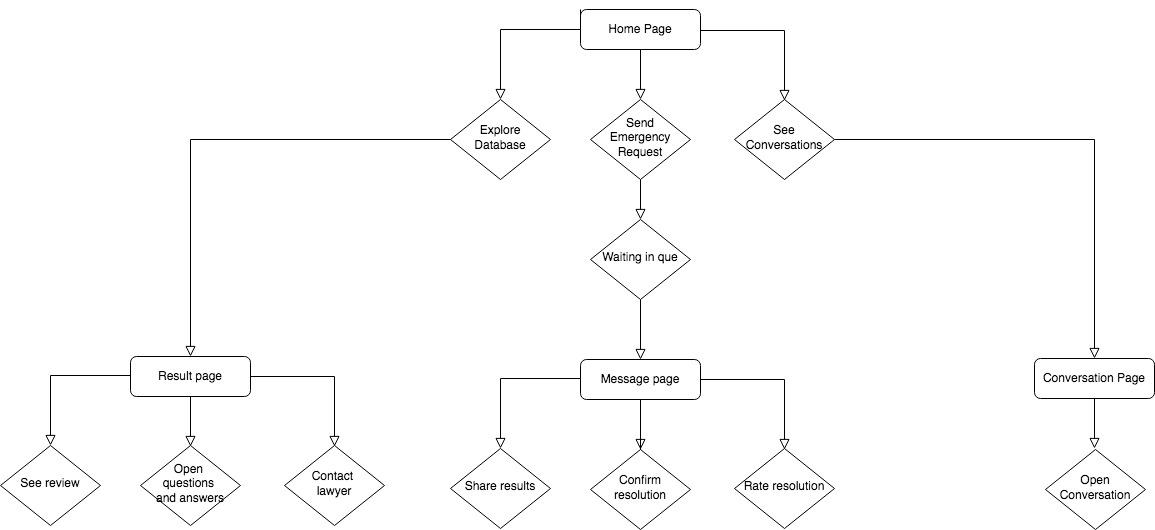 Home Page
Explore
Database
Send
Emergency
Request
See
Conversations
Waiting in que
Result page
Message page
Conversation Page
See review
Open
questions
and answers
Contact
lawyer
Share results
Confirm
resolution
Rate resolution
Open
Conversation